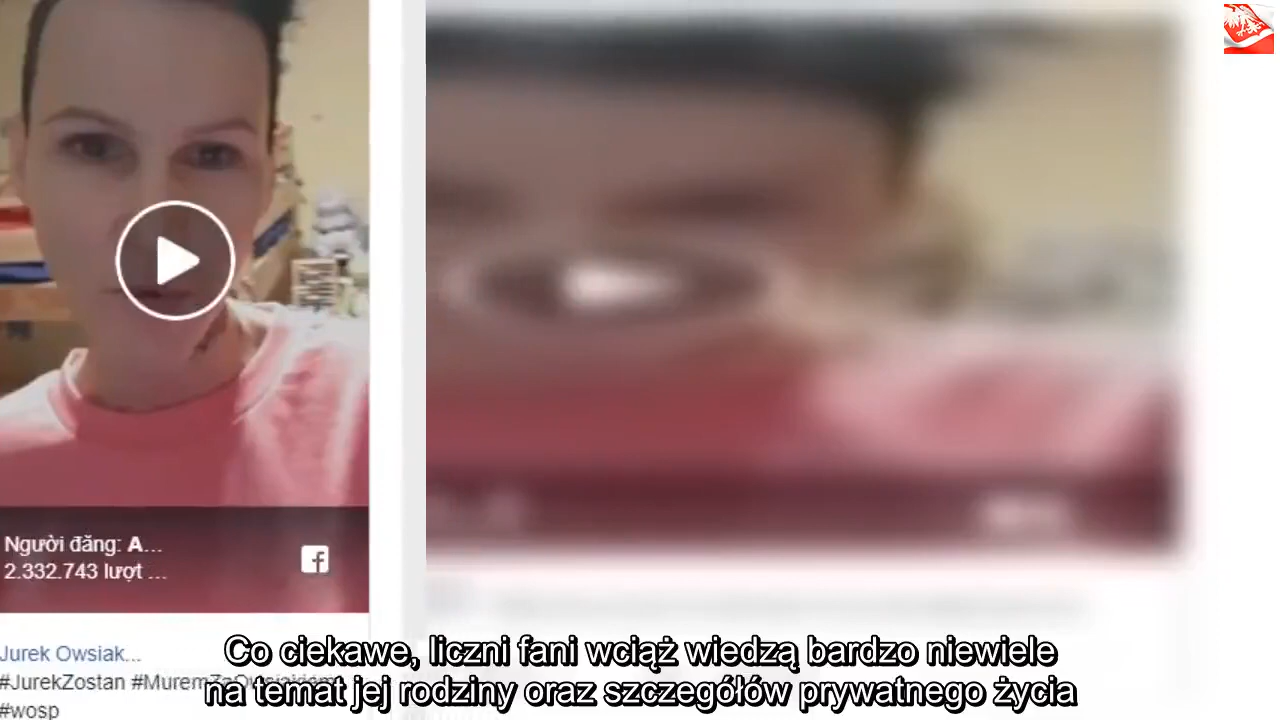 Người đăng: A...
2.332.743 lượt ...
Jurek Owsiak...
#JurekZostan #MuremZaOwsiakiem
#wosp
Co ciekawe, liczni fani wciąż wiedzą bardzo niewiele
na temat jej rodziny oraz szczegółów prywatnego życia